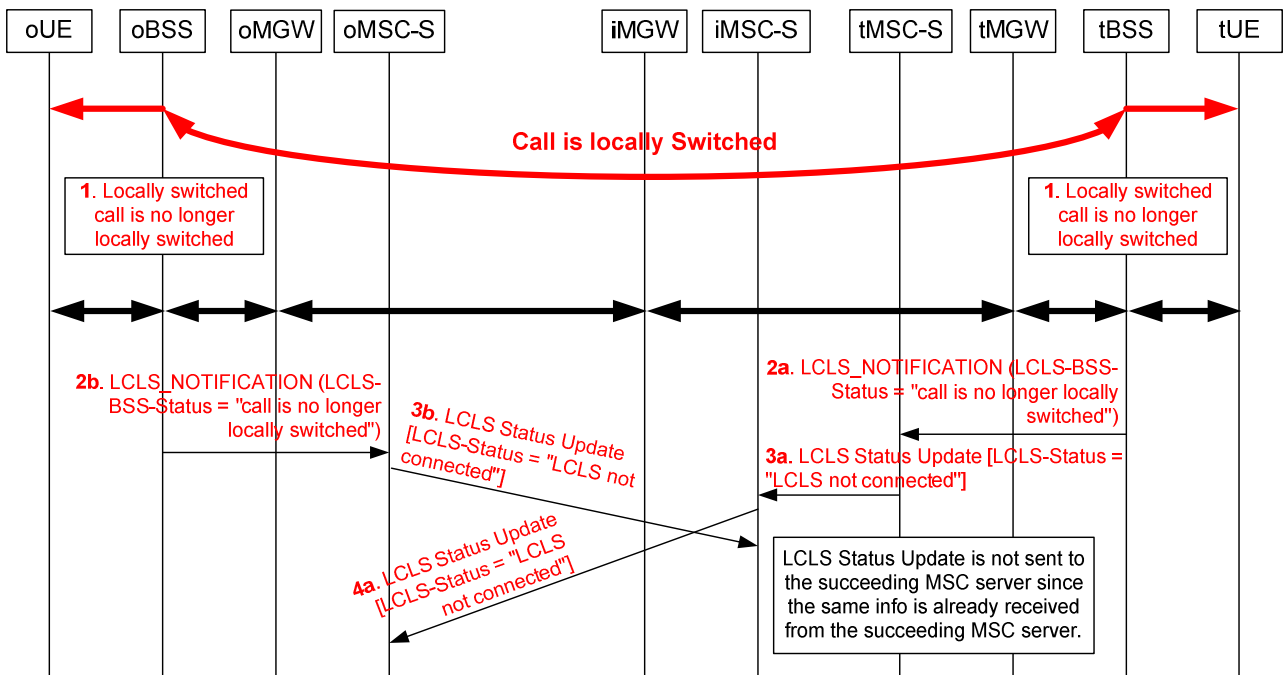 oUE oBSS oMGW oMSC-S iMGW iMSC-S tMSC-S tMGW tBSS tUE
Call is locally Switched
1. Locally switched
call is no longer
locally switched
1. Locally switched
call is no longer
locally switched
2b. LCLS_NOTIFICATION (LCLS-
BSS-Status = "call is no longer
locally switched")
2a. LCLS_NOTIFICATION (LCLS-BSS-
Status = "call is no longer locally
switched")
3b. LCLS Status Update
[LCLS-Status = "LCLS not
connected"]
3a. LCLS Status Update [LCLS-Status =
"LCLS not connected"]
4a. LCLS Status Update
[LCLS-Status = "LCLS
not connected"]
LCLS Status Update is not sent to
the succeeding MSC server since
the same info is already received
from the succeeding MSC server.